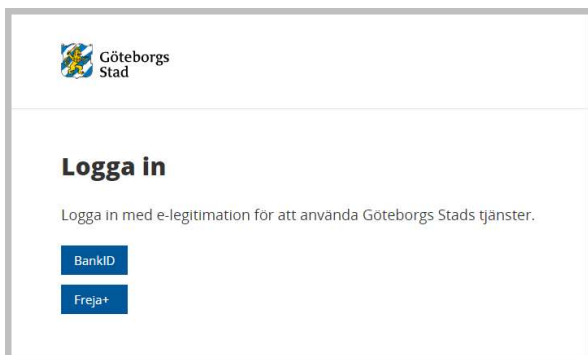 Göteborgs
Stad
Logga in
Logga in med e-legitimation för att använda Göteborgs Stads tjänster.
BankID
Freja+